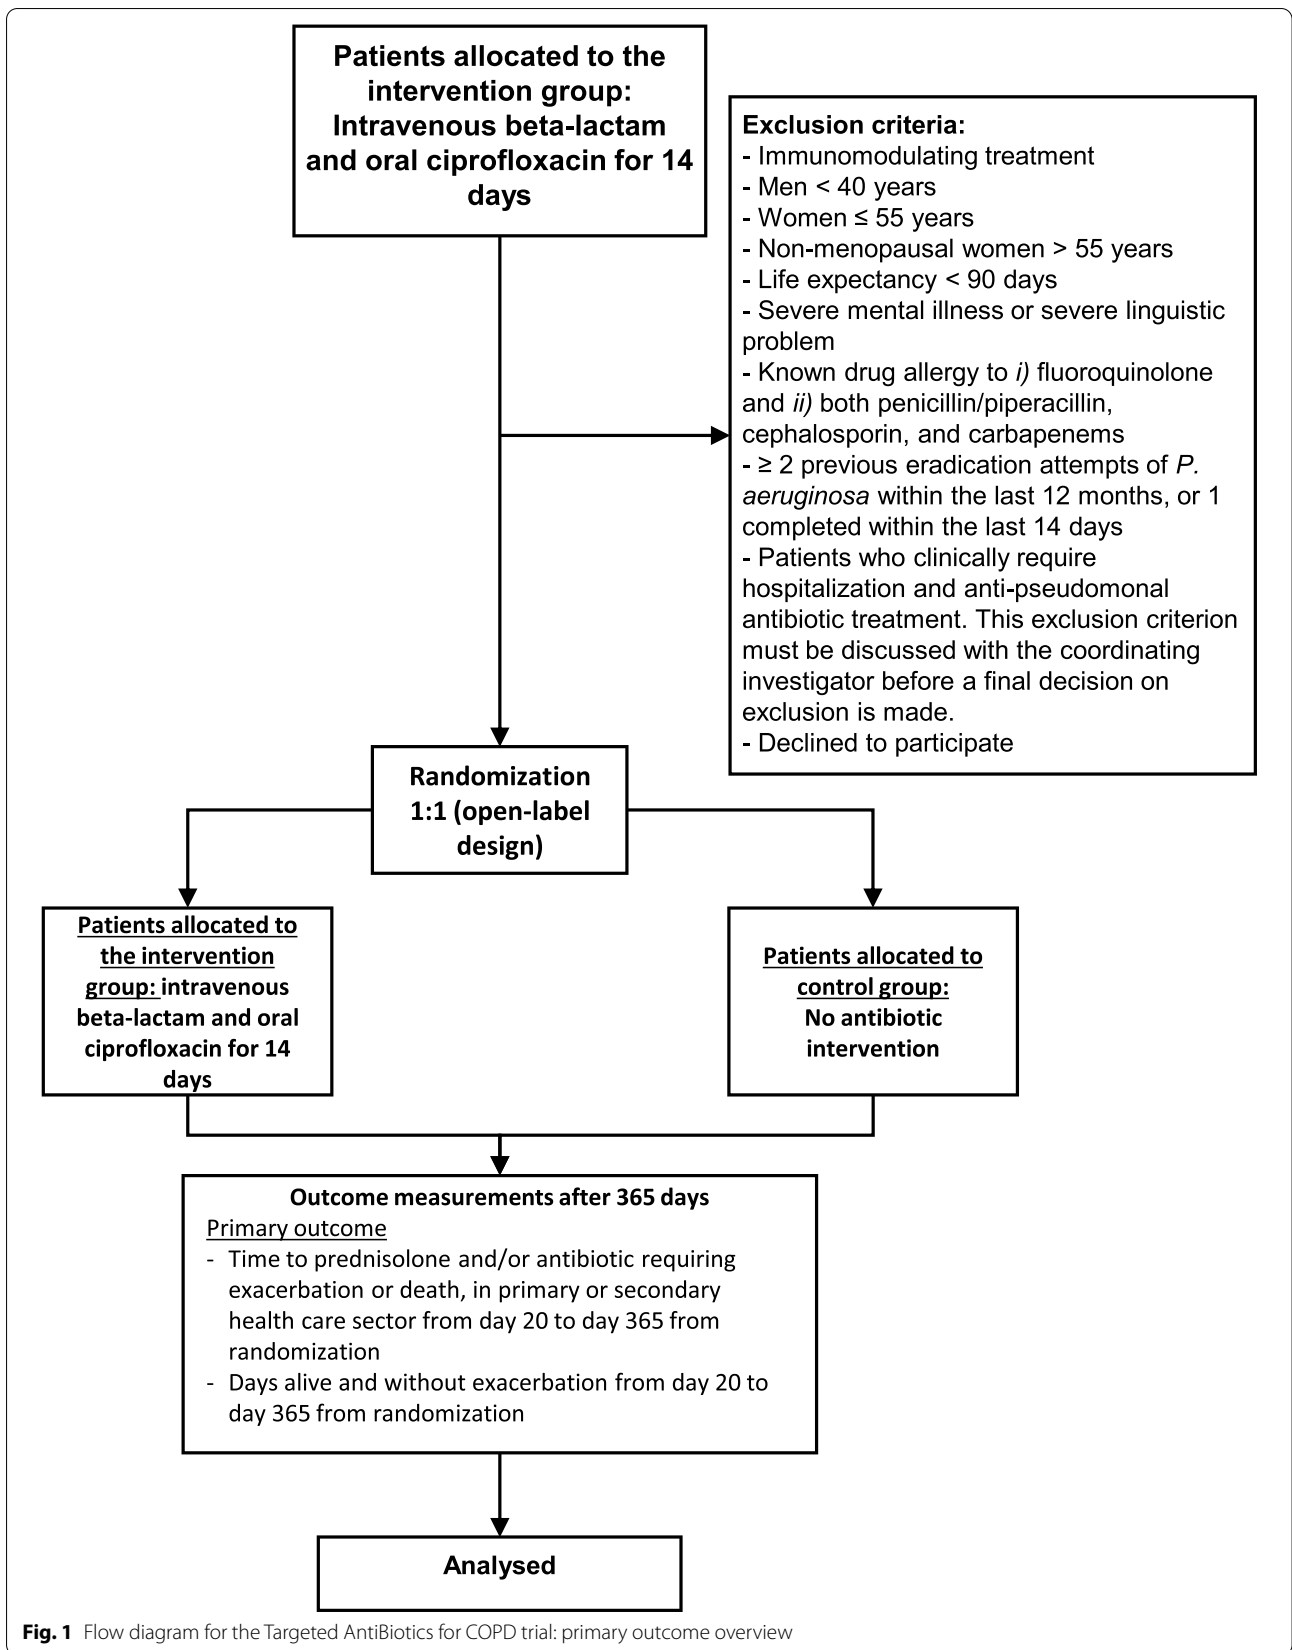 Patients allocated to the
intervention group:
Intravenous beta-lactam
and oral ciprofloxacin for 14
days
Exclusion criteria:
- Immunomodulating treatment
- Men < 40 years
- Women ≤ 55 years
- Non-menopausal women > 55 years
- Life expectancy < 90 days
- Severe mental illness or severe linguistic
problem
- Known drug allergy to i) fluoroquinolone
and ii) both penicillin/piperacillin,
cephalosporin, and carbapenems
- ≥ 2 previous eradication attempts of P.
aeruginosa within the last 12 months, or 1
completed within the last 14 days
- Patients who clinically require
hospitalization and anti-pseudomonal
antibiotic treatment. This exclusion criterion
must be discussed with the coordinating
investigator before a final decision on
exclusion is made.
- Declined to participate
Randomization
1:1 (open-label
design)
Patients allocated to
the intervention
group: intravenous
beta-lactam and oral
ciprofloxacin for 14
days
Patients allocated to
control group:
No antibiotic
intervention
Outcome measurements after 365 days
Primary outcome
- Time to prednisolone and/or antibiotic requiring
exacerbation or death, in primary or secondary
health care sector from day 20 to day 365 from
randomization
- Days alive and without exacerbation from day 20 to
day 365 from randomization
Analysed
Fig. 1 Flow diagram for the Targeted AntiBiotics for COPD trial: primary outcome overview